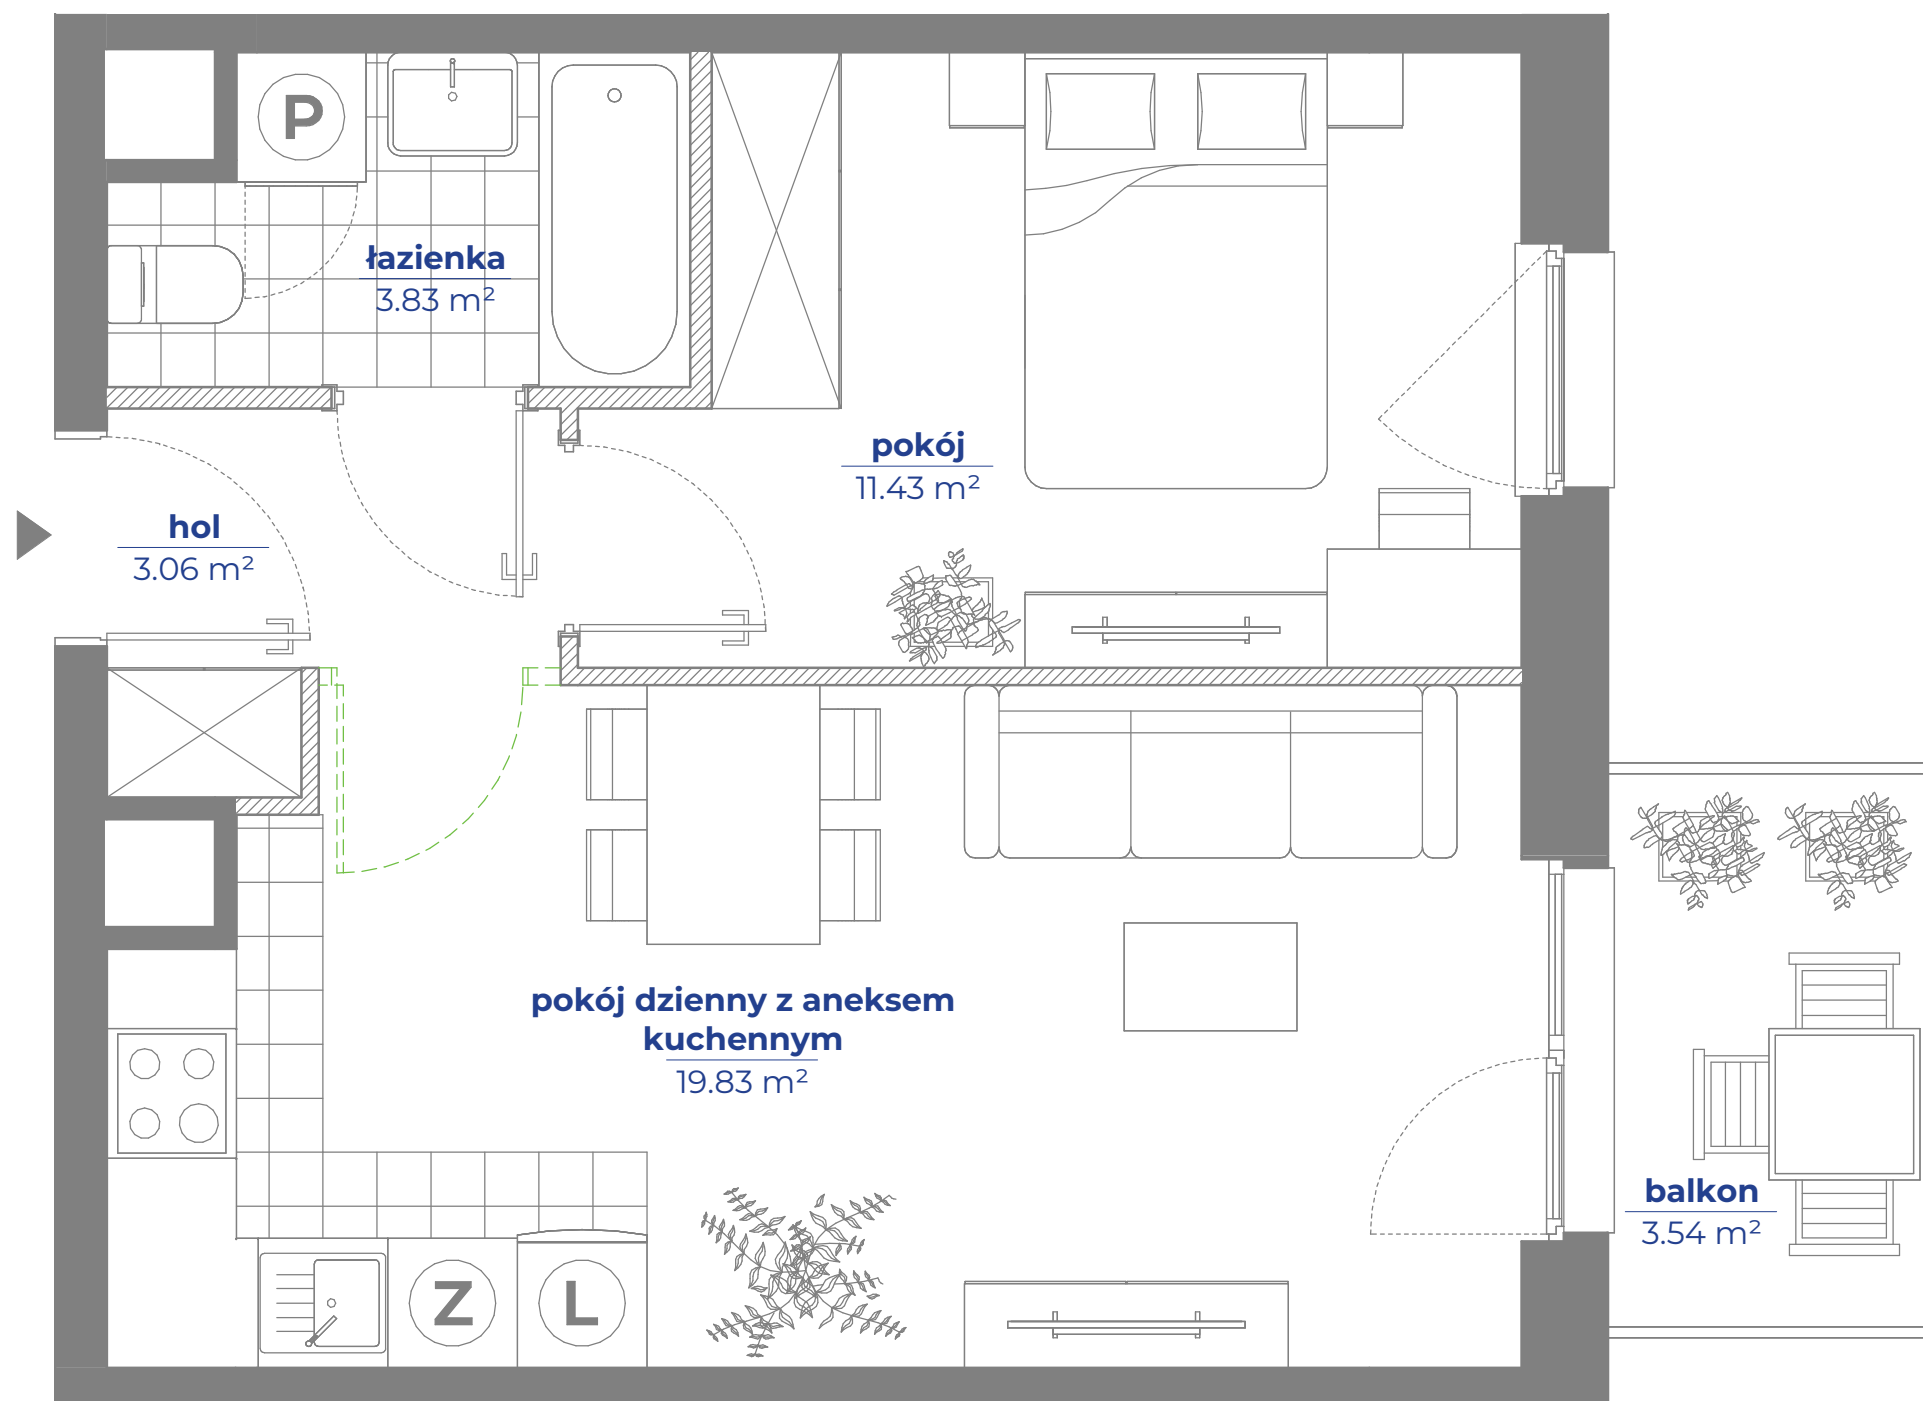 P
łazienka
3.83 m²
pokój
11.43 m²
hol
3.06 m²
pokój dzienny z aneksem
kuchennym
19.83 m²
balkon
3.54 m²
Z
L